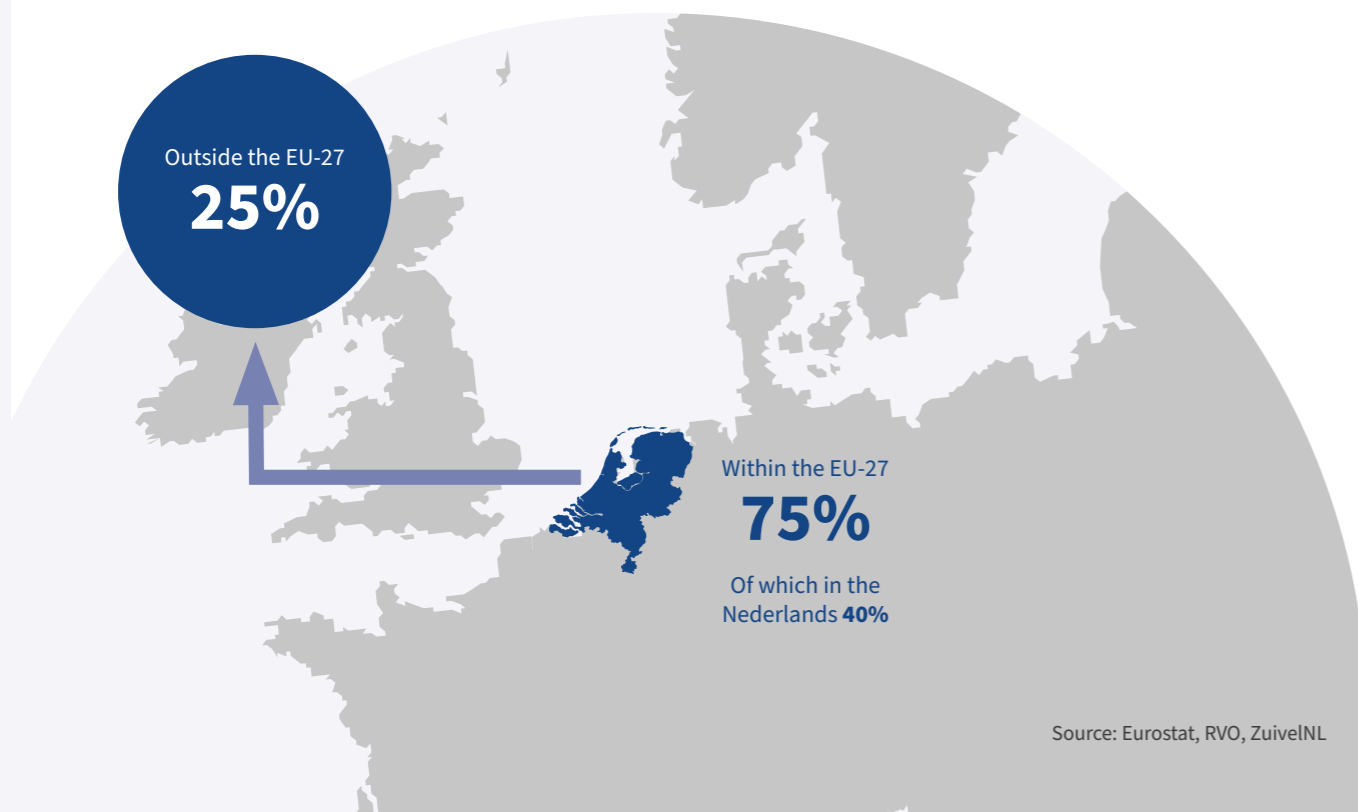 Outside the EU-27
25%
Within the EU-27
75%
Of which in the
Nederlands 40%
Source: Eurostat, RVO, ZuivelNL